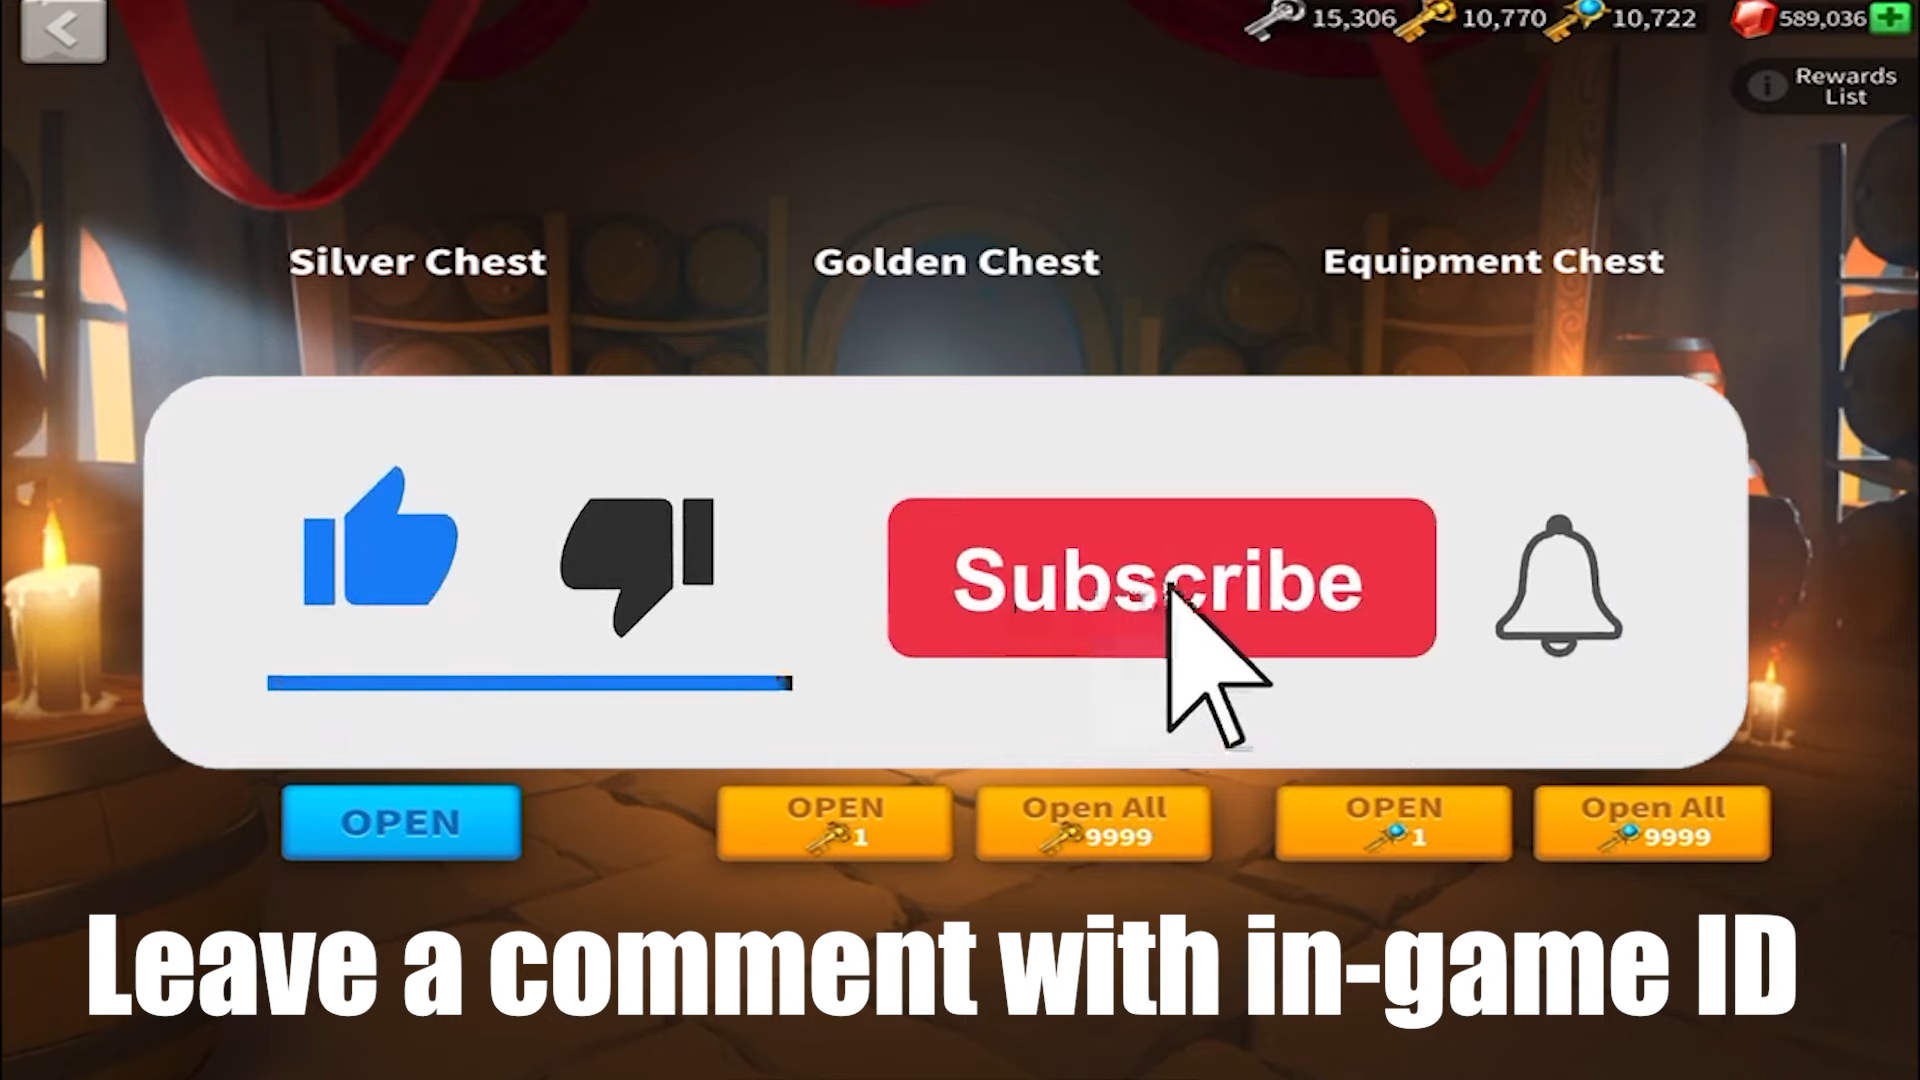 15,306 10,770 10,722 589,036
Rewards
List
Silver Chest Golden Chest Equipment Chest
Subscribe
OPEN
OPEN
1
Open All
9999
OPEN
1
Open All
9999
Leave a comment with in-game ID